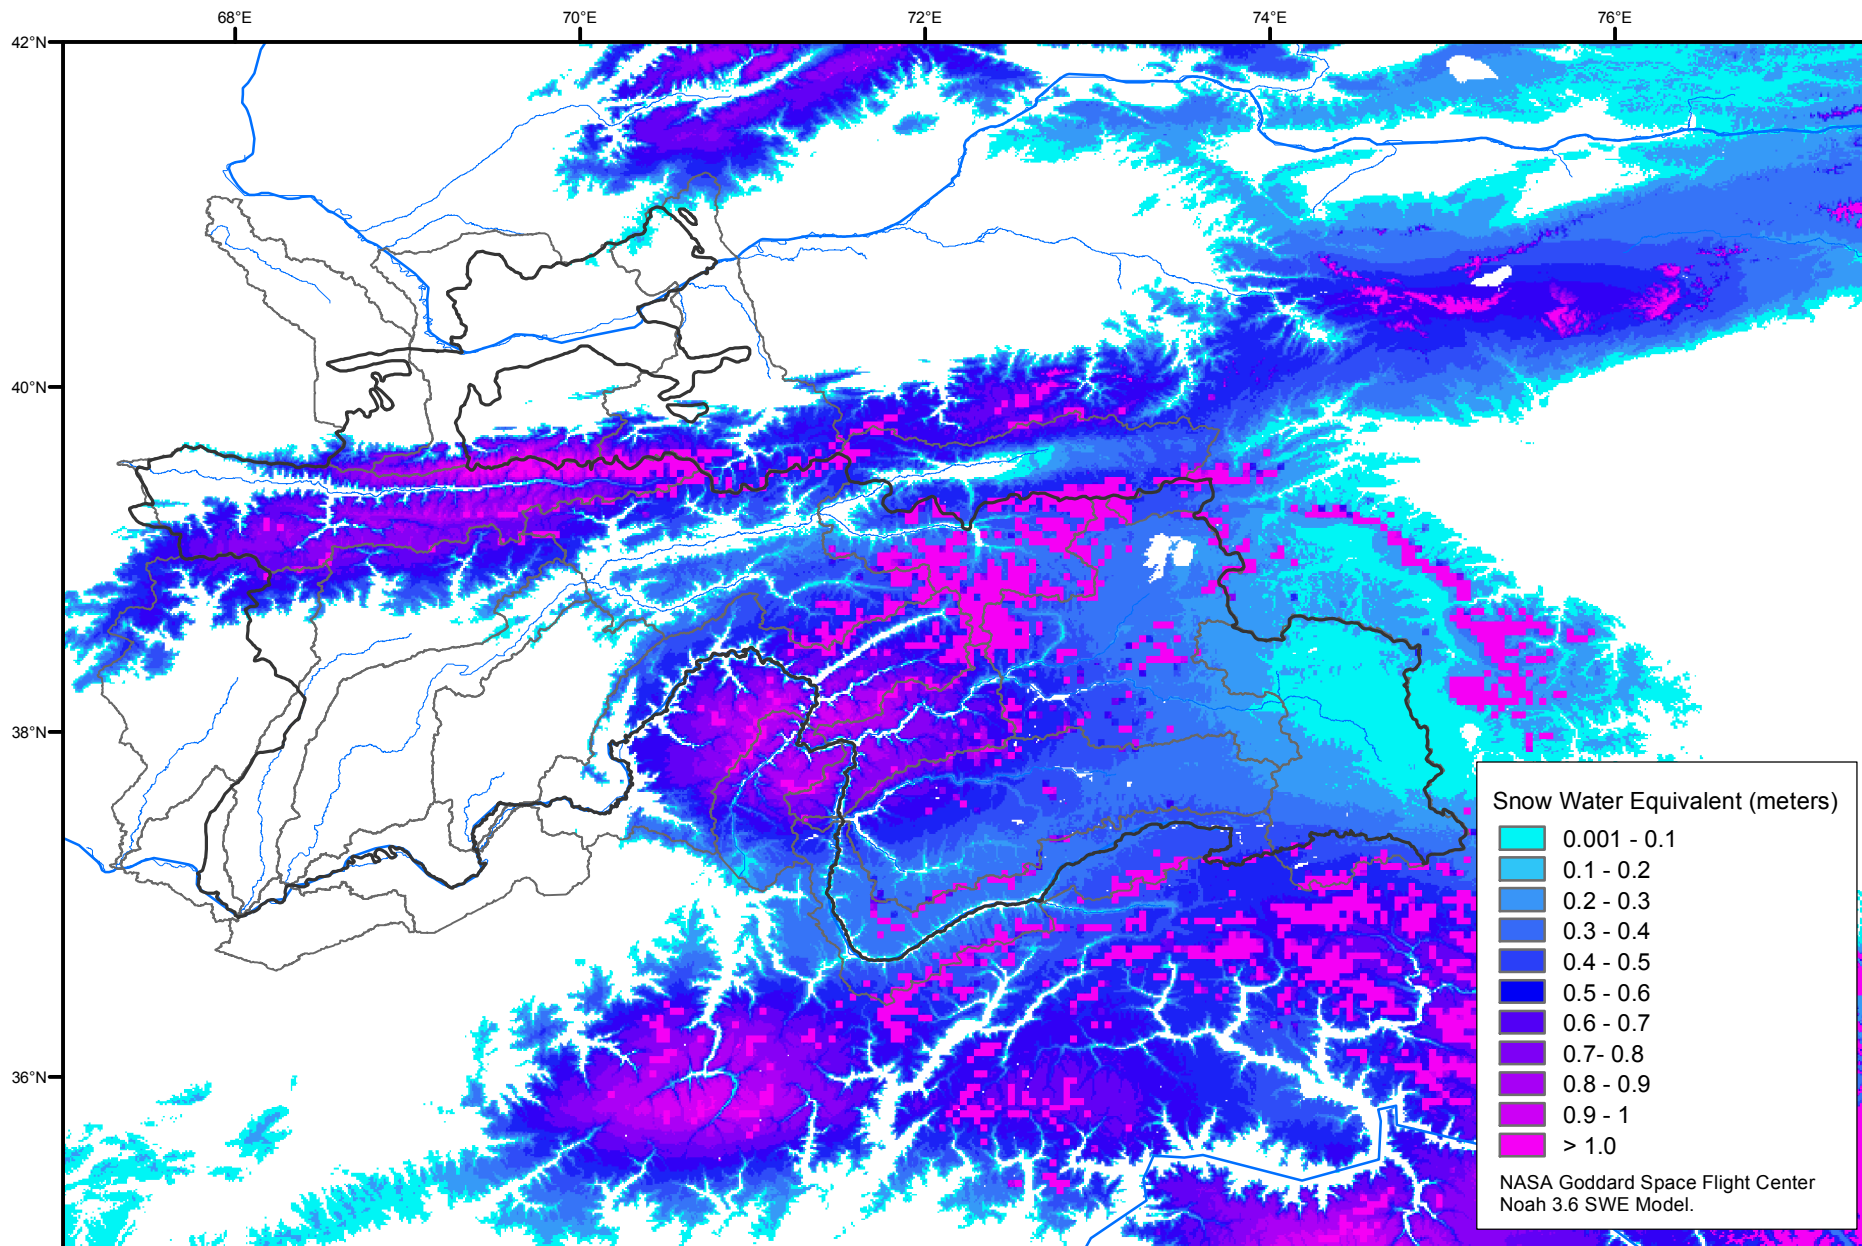 68°E
70°E
72°E
74°E
76°E
42°N
40°N
38°N
36°N
Snow Water Equivalent (meters)
0.001 - 0.1
0.1 - 0.2
0.2 - 0.3
0.3 - 0.4
0.4 - 0.5
0.5 - 0.6
0.6 - 0.7
0.7- 0.8
0.8 - 0.9
0.9 - 1
> 1.0
NASA Goddard Space Flight Center
Noah 3.6 SWE Model.